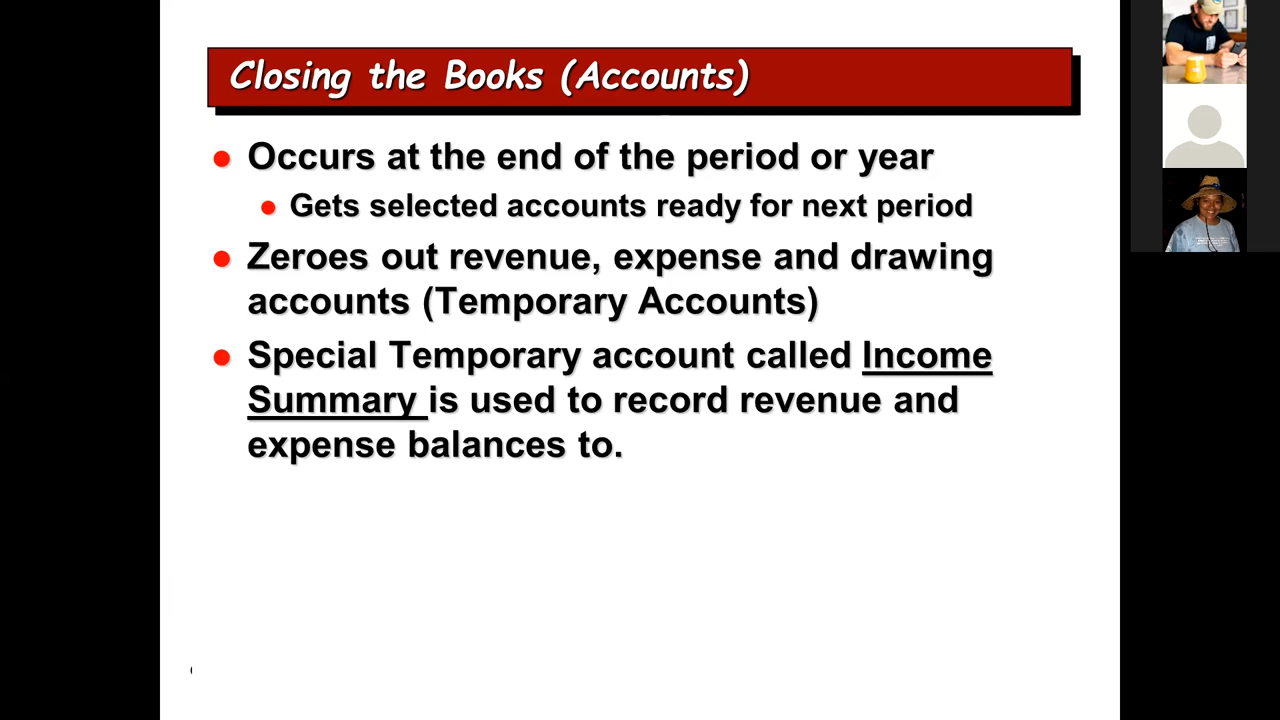 Closing the Books (Accounts)
Occurs at the end of the period or year
Gets selected accounts ready for next period
Zeroes out revenue, expense and drawing
accounts (Temporary Accounts)
Special Temporary account called Income
Summary is used to record revenue and
expense balances to.